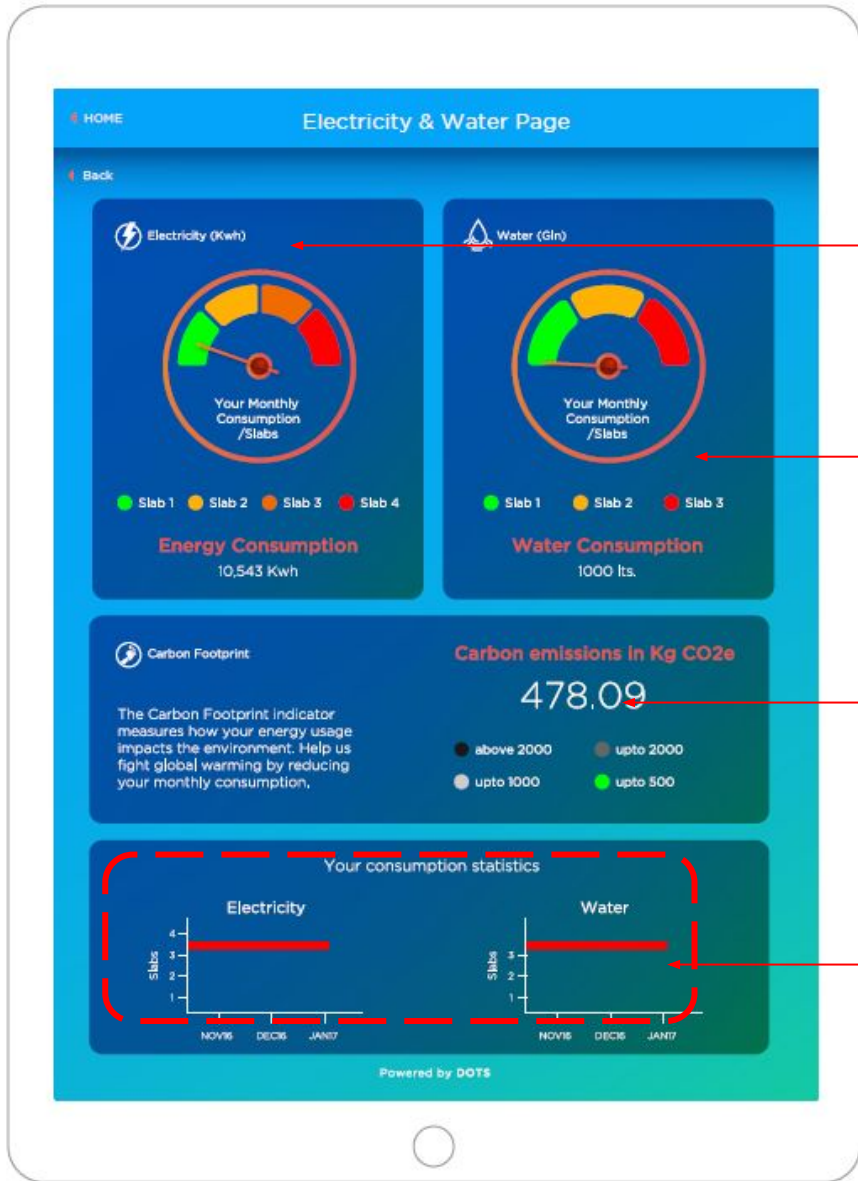 HOME
Electricity & Water Page
Back
Electricity (Kwh)
Your Monthly
Consumption
/Slabs
Slab 1 Slab 2 Slab 3 Slab 4
Energy Consumption
10,543 Kwh
Water (Gln)
Your Monthly
Consumption
/Slabs
Slab 1 Slab 2 Slab 3
Water Consumption
1000 lts.
Carbon Footprint
The Carbon Footprint indicator
measures how your energy usage
impacts the environment. Help us
fight global warming by reducing
your monthly consumption,
Carbon emissions in Kg CO2e
478.09
above 2000 upto 2000
upto 1000 upto 500
Your consumption statistics
Electricity
Slabs
4
3
2
1
NOV16 DEC16 JAN17
Water
Slabs
3
2
1
NOV16 DEC16 JAN17
Powered by DOTS